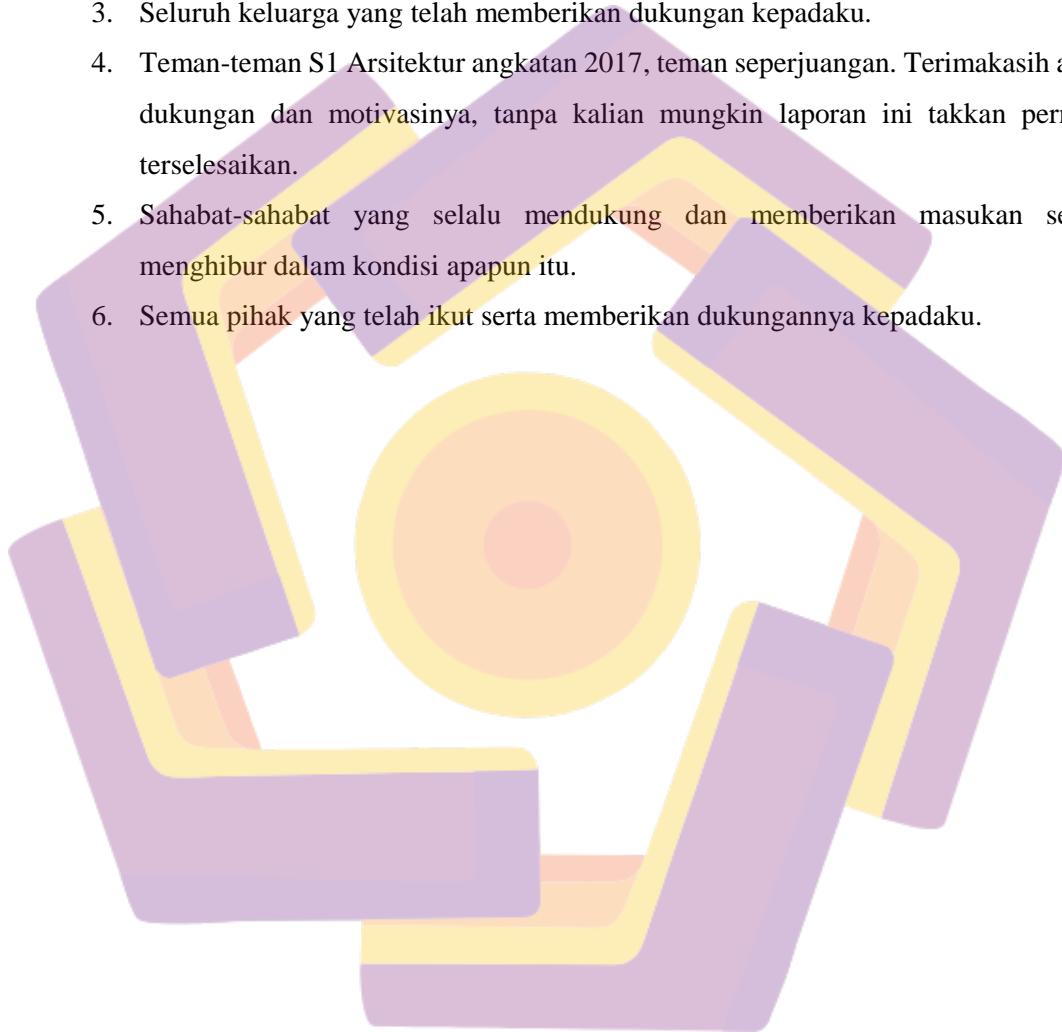 3. Seluruh keluarga yang telah memberikan dukungan kepadaku.
4. Teman-teman S1 Arsitektur angkatan 2017, teman seperjuangan. Terimakasih
dukungan dan motivasinya, tanpa kalian mungkin laporan ini takkan
terselesaikan.
5. Sahabat-sahabat yang selalu mendukung dan memberikan masukan
menghibur dalam kondisi apapun itu.
6. Semua pihak yang telah ikut serta memberikan dukungannya kepadaku.